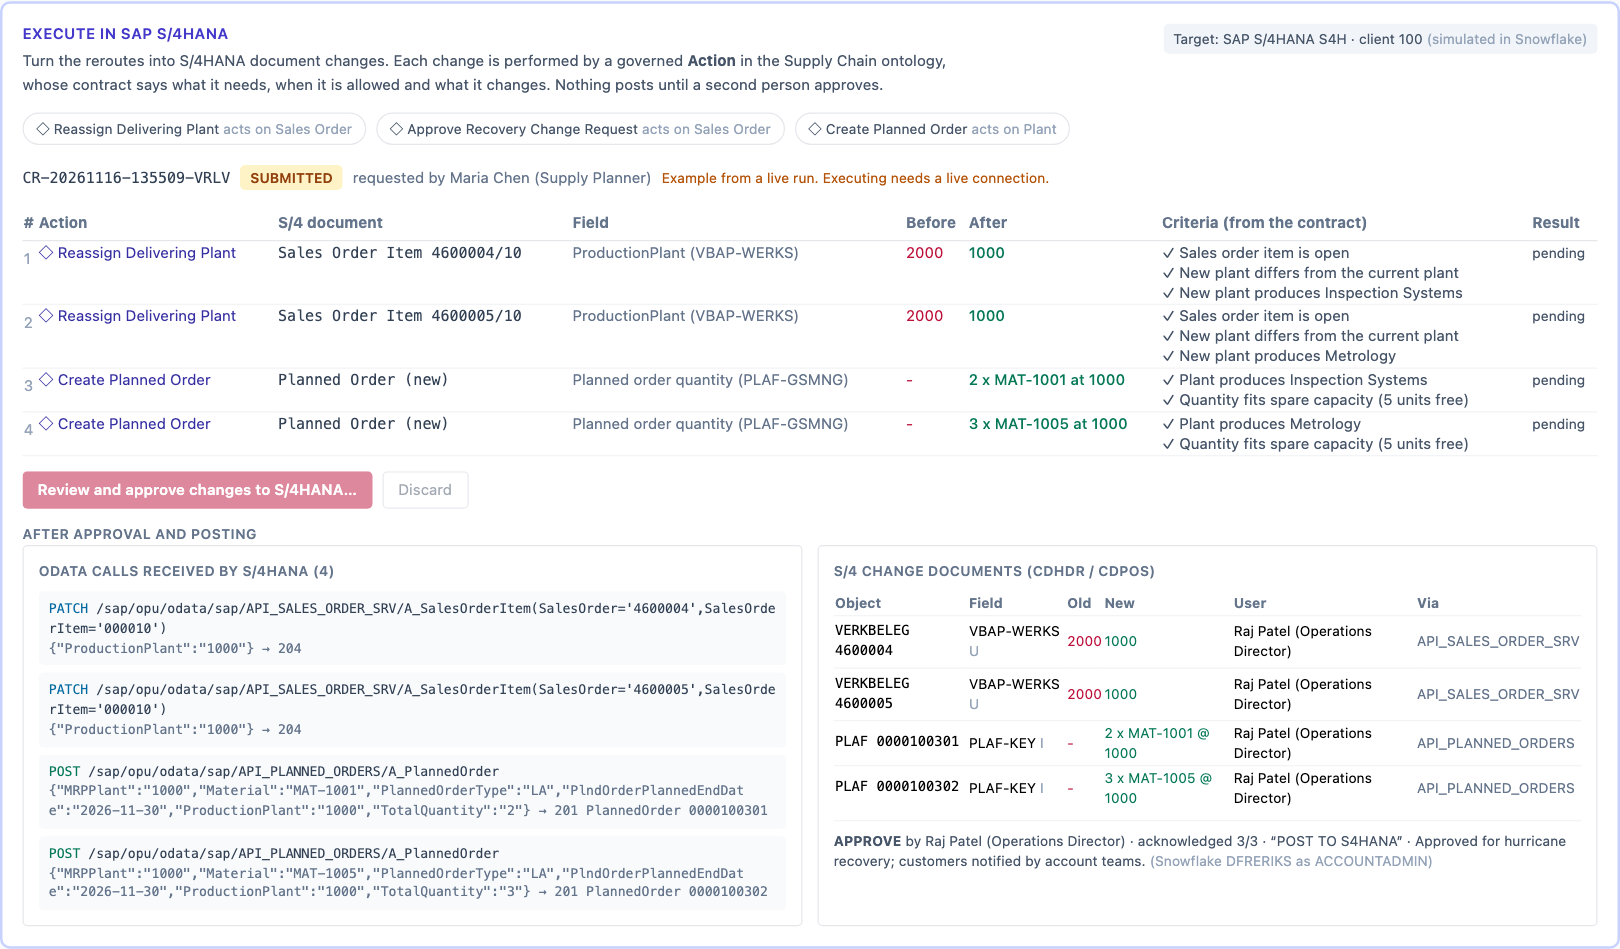 EXECUTE IN SAP S/4HANA
Target: SAP S/4HANA S4H · client 100 (simulated in Snowflake)
Turn the reroutes into S/4HANA document changes. Each change is performed by a governed Action in the Supply Chain ontology,
whose contract says what it needs, when it is allowed and what it changes. Nothing posts until a second person approves.
◇ Reassign Delivering Plant acts on Sales Order
◇ Approve Recovery Change Request acts on Sales Order
◇ Create Planned Order acts on Plant
CR-20261116-135509-VRLV SUBMITTED requested by Maria Chen (Supply Planner) Example from a live run. Executing needs a live connection.
# Action S/4 document Field Before After Criteria (from the contract) Result
1 ◇ Reassign Delivering Plant Sales Order Item 4600004/10 ProductionPlant (VBAP-WERKS) 2000 1000 ✓ Sales order item is open pending
✓ New plant differs from the current plant
✓ New plant produces Inspection Systems
2 ◇ Reassign Delivering Plant Sales Order Item 4600005/10 ProductionPlant (VBAP-WERKS) 2000 1000 ✓ Sales order item is open pending
✓ New plant differs from the current plant
✓ New plant produces Metrology
3 ◇ Create Planned Order Planned Order (new) Planned order quantity (PLAF-GSMNG) - 2 x MAT-1001 at 1000 ✓ Plant produces Inspection Systems pending
✓ Quantity fits spare capacity (5 units free)
4 ◇ Create Planned Order Planned Order (new) Planned order quantity (PLAF-GSMNG) - 3 x MAT-1005 at 1000 ✓ Plant produces Metrology pending
✓ Quantity fits spare capacity (5 units free)
Review and approve changes to S/4HANA...
Discard
AFTER APPROVAL AND POSTING
ODATA CALLS RECEIVED BY S/4HANA (4)
PATCH /sap/opu/odata/sap/API_SALES_ORDER_SRV/A_SalesOrderItem(SalesOrder='4600004',SalesOrde
rItem='000010')
{"ProductionPlant":"1000"} → 204
PATCH /sap/opu/odata/sap/API_SALES_ORDER_SRV/A_SalesOrderItem(SalesOrder='4600005',SalesOrde
rItem='000010')
{"ProductionPlant":"1000"} → 204
POST /sap/opu/odata/sap/API_PLANNED_ORDERS/A_PlannedOrder
{"MRPPlant":"1000","Material":"MAT-1001","PlannedOrderType":"LA","PlndOrderPlannedEndDat
e":"2026-11-30","ProductionPlant":"1000","TotalQuantity":"2"} → 201 PlannedOrder 0000100301
POST /sap/opu/odata/sap/API_PLANNED_ORDERS/A_PlannedOrder
{"MRPPlant":"1000","Material":"MAT-1005","PlannedOrderType":"LA","PlndOrderPlannedEndDat
e":"2026-11-30","ProductionPlant":"1000","TotalQuantity":"3"} → 201 PlannedOrder 0000100302
S/4 CHANGE DOCUMENTS (CDHDR / CDPOS)
Object Field Old New User Via
VERKBELEG VBAP-WERKS Raj Patel (Operations
4600004 U 2000 1000 Director) API_SALES_ORDER_SRV
VERKBELEG VBAP-WERKS Raj Patel (Operations
4600005 U 2000 1000 Director) API_SALES_ORDER_SRV
PLAF 0000100301 PLAF-KEY I - 2 x MAT-1001 @ Raj Patel (Operations API_PLANNED_ORDERS
1000 Director)
PLAF 0000100302 PLAF-KEY I - 3 x MAT-1005 @ Raj Patel (Operations API_PLANNED_ORDERS
1000 Director)
APPROVE by Raj Patel (Operations Director) · acknowledged 3/3 · “POST TO S4HANA” · Approved for hurricane
recovery; customers notified by account teams. (Snowflake DFRERIKS as ACCOUNTADMIN)